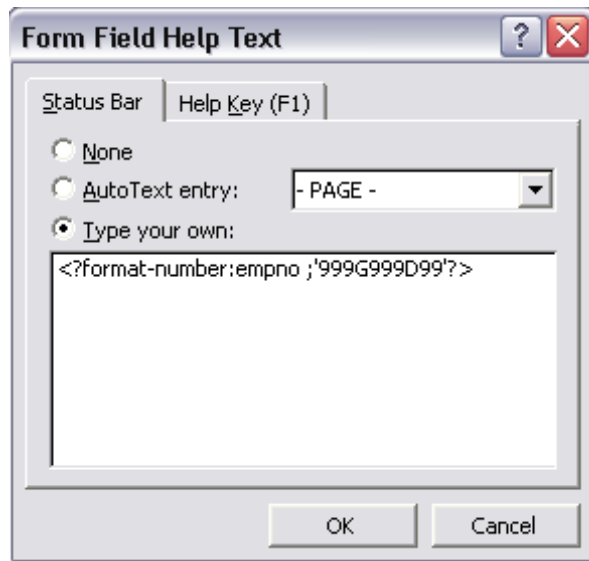 Form Field Help Text
Status Bar
Help Key (F1)
None
AutoText entry:
- PAGE -
Type your own:
<?format-number:empno ;'999G999D99'?>
OK
Cancel